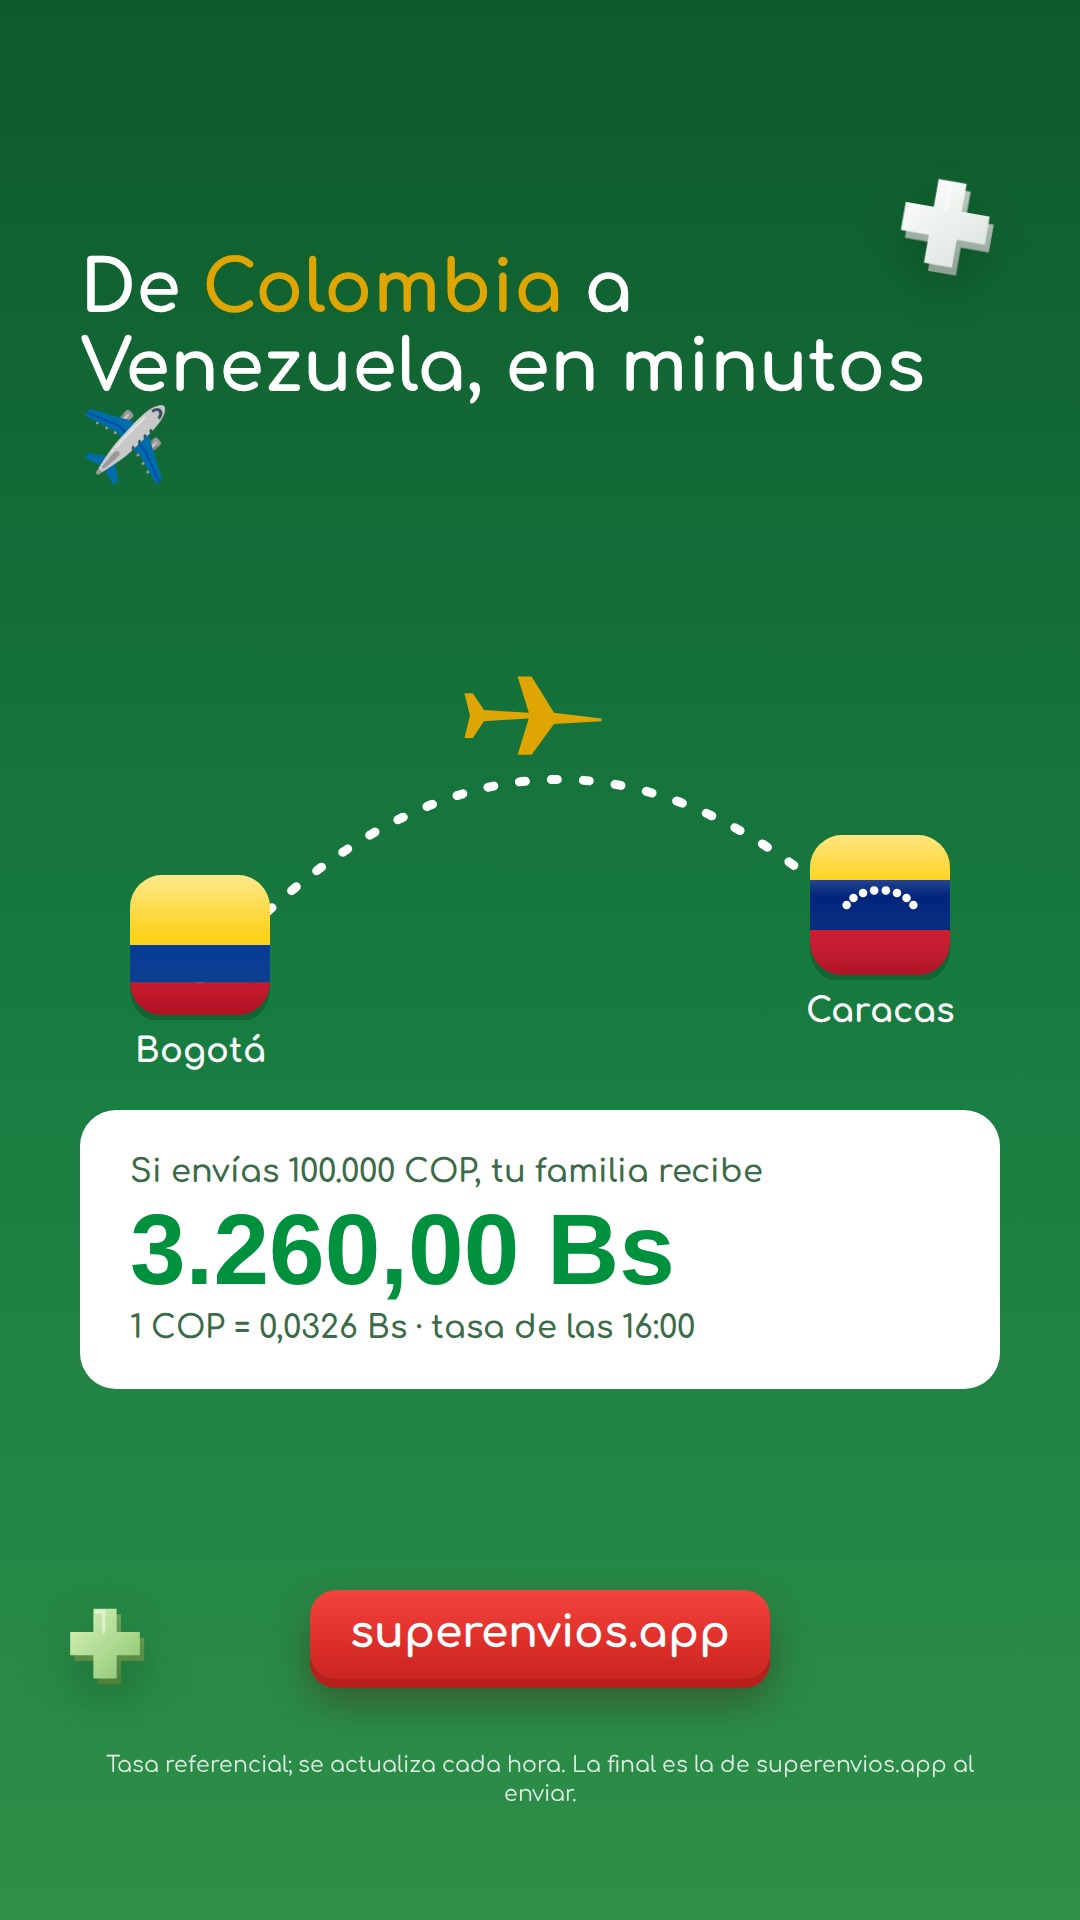 De Colombia a
Venezuela, en minutos
✈️
Bogotá
Caracas
Si envías 100.000 COP, tu familia recibe
3.260,00 Bs
1 COP = 0,0326 Bs · tasa de las 16:00
superenvios.app
Tasa referencial; se actualiza cada hora. La final es la de superenvios.app al
enviar.